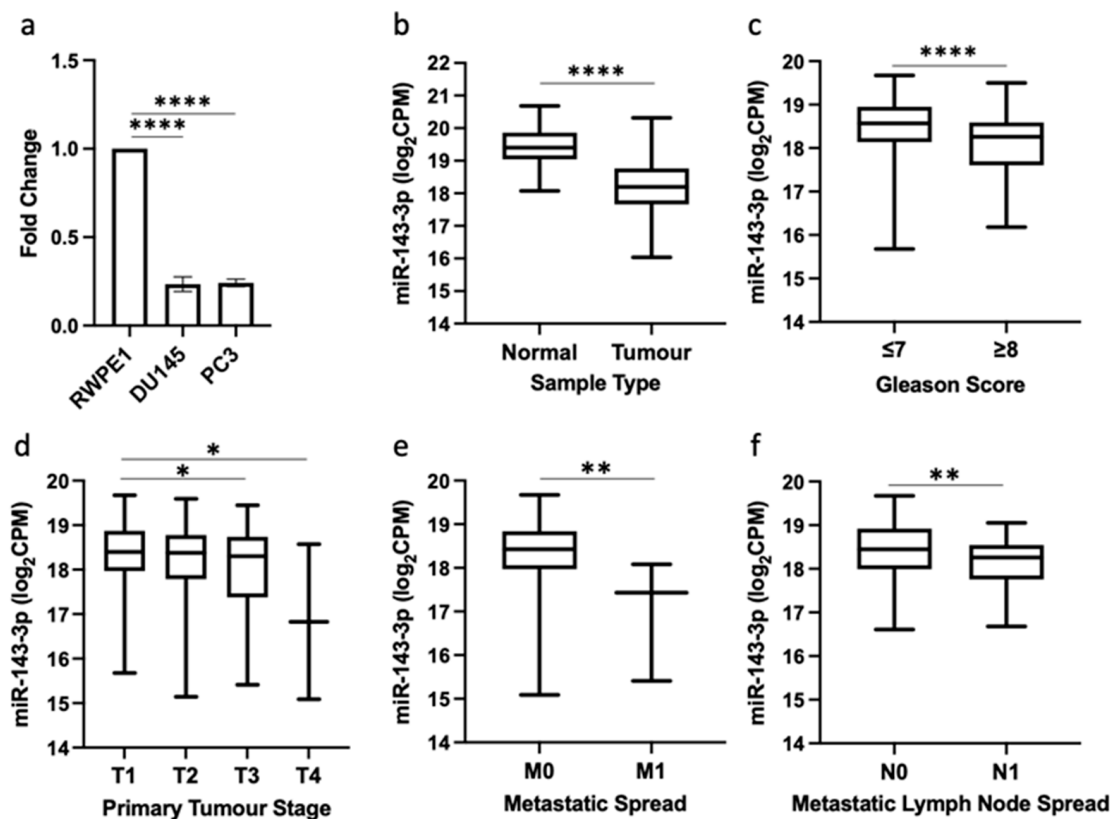 a
Fold Change
1.5
1.0
0.5
0.0
****
****
RWPE1
DU145
PC3
b
miR-143-3p (log₂CPM)
22
21
20
19
18
17
16
15
14
****
Normal Tumour
Sample Type
c
miR-143-3p (log₂CPM)
20
19
18
17
16
15
14
****
≤7 ≥8
Gleason Score
d
miR-143-3p (log₂CPM)
20
19
18
17
16
15
14
*
*
T1 T2 T3 T4
Primary Tumour Stage
e
miR-143-3p (log₂CPM)
20
19
18
17
16
15
14
**
M0 M1
Metastatic Spread
f
miR-143-3p (log₂CPM)
20
19
18
17
16
15
14
**
N0 N1
Metastatic Lymph Node Spread